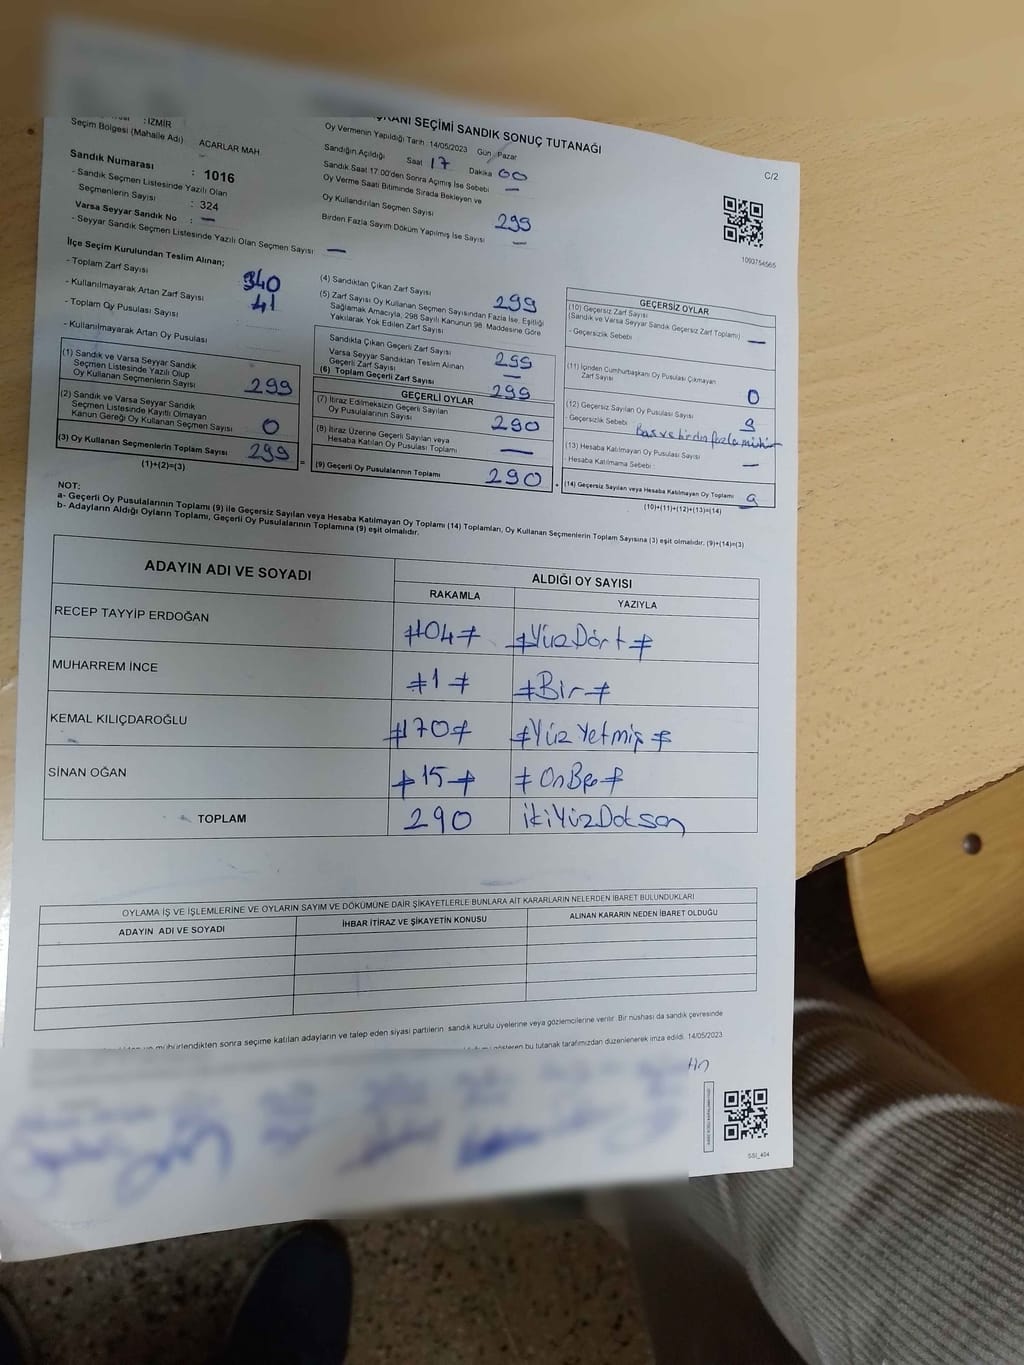 KANI SEÇİMİ SANDIK SONUÇ TUTANAĞI
: İZMİR
Seçim Bölgesi (Mahalle Adı) ACARLAR MAH.
Sandık Numarası : 1016
- Sandık Seçmen Listesinde Yazılı Olan
Seçmenlerin Sayısı : 324
Varsa Seyyar Sandık No : —
- Seyyar Sandık Seçmen Listesinde Yazılı Olan Seçmen Sayısı —
Oy Vermenin Yapıldığı Tarih :14/05/2023 Gün : Pazar
Sandığın Açıldığı Saat 17 Dakika 00
Sandık Saat 17.00'den Sonra Açılmış İse Sebebi —
Oy Verme Saati Bitiminde Sırada Bekleyen ve
Oy Kullandırılan Seçmen Sayısı 299
Birden Fazla Sayım Döküm Yapılmış İse Sayısı —
C/2
1093754565
İlçe Seçim Kurulundan Teslim Alınan;
- Toplam Zarf Sayısı 340
- Kullanılmayarak Artan Zarf Sayısı 41
- Toplam Oy Pusulası Sayısı
- Kullanılmayarak Artan Oy Pusulası
(1) Sandık ve Varsa Seyyar Sandık
Seçmen Listesinde Yazılı Olup
Oy Kullanan Seçmenlerin Sayısı 299
(2) Sandık ve Varsa Seyyar Sandık
Seçmen Listesinde Kayıtlı Olmayan
Kanun Gereği Oy Kullanan Seçmen Sayısı 0
(3) Oy Kullanan Seçmenlerin Toplam Sayısı 299
(1)+(2)=(3)
(4) Sandıktan Çıkan Zarf Sayısı 299
(5) Zarf Sayısı Oy Kullanan Seçmen Sayısından Fazla İse, Eşitliği
Sağlamak Amacıyla, 298 Sayılı Kanunun 98. Maddesine Göre
Yakılarak Yok Edilen Zarf Sayısı
Sandıkla Çıkan Geçerli Zarf Sayısı 299
Varsa Seyyar Sandıktan Teslim Alınan
Geçerli Zarf Sayısı —
(6) Toplam Geçerli Zarf Sayısı 299
GEÇERLİ OYLAR
(7) İtiraz Edilmeksizin Geçerli Sayılan
Oy Pusulalarının Sayısı 290
(8) İtiraz Üzerine Geçerli Sayılan veya
Hesaba Katılan Oy Pusulası Toplamı —
(9) Geçerli Oy Pusulalarının Toplamı 290
GEÇERSİZ OYLAR
(10) Geçersiz Zarf Sayısı
(Sandık ve Varsa Seyyar Sandık Geçersiz Zarf Toplamı)
- Geçersizlik Sebebi —
(11) İçinden Cumhurbaşkanı Oy Pusulası Çıkmayan
Zarf Sayısı 0
(12) Geçersiz Sayılan Oy Pusulası Sayısı 9
- Geçersizlik Sebebi
(13) Hesaba Katılmayan Oy Pusulası Sayısı
Hesaba Katılmama Sebebi : —
(14) Geçersiz Sayılan veya Hesaba Katılmayan Oy Toplamı 9
(10)+(11)+(12)+(13)=(14)
NOT:
a- Geçerli Oy Pusulalarının Toplamı (9) ile Geçersiz Sayılan veya Hesaba Katılmayan Oy Toplamı (14) Toplamları, Oy Kullanan Seçmenlerin Toplam Sayısına (3) eşit olmalıdır. (9)+(14)=(3)
b- Adayların Aldığı Oyların Toplamı, Geçerli Oy Pusulalarının Toplamına (9) eşit olmalıdır.
ADAYIN ADI VE SOYADI ALDIĞI OY SAYISI
RAKAMLA YAZIYLA
RECEP TAYYİP ERDOĞAN ≠104≠ ≠YüzDört≠
MUHARREM İNCE ≠1≠ ≠Bir≠
KEMAL KILIÇDAROĞLU ≠170≠ ≠YüzYetmiş≠
SİNAN OĞAN ≠15≠ ≠OnBeş≠
TOPLAM 290 ikiYüzDoksan
OYLAMA İŞ VE İŞLEMLERİNE VE OYLARIN SAYIM VE DÖKÜMÜNE DAİR ŞİKAYETLERLE BUNLARA AİT KARARLARIN NELERDEN İBARET BULUNDUKLARI
ADAYIN ADI VE SOYADI İHBAR İTİRAZ VE ŞİKAYETİN KONUSU ALINAN KARARIN NEDEN İBARET OLDUĞU
mühürlendikten sonra seçime katılan adayların ve talep eden siyasi partilerin sandık kurulu üyelerine veya gözlemcilerine verilir. Bir nüshası da sandık çevresinde
gösteren bu tutanak tarafımızdan düzenlenerek imza edildi. 14/05/2023
SSI_404